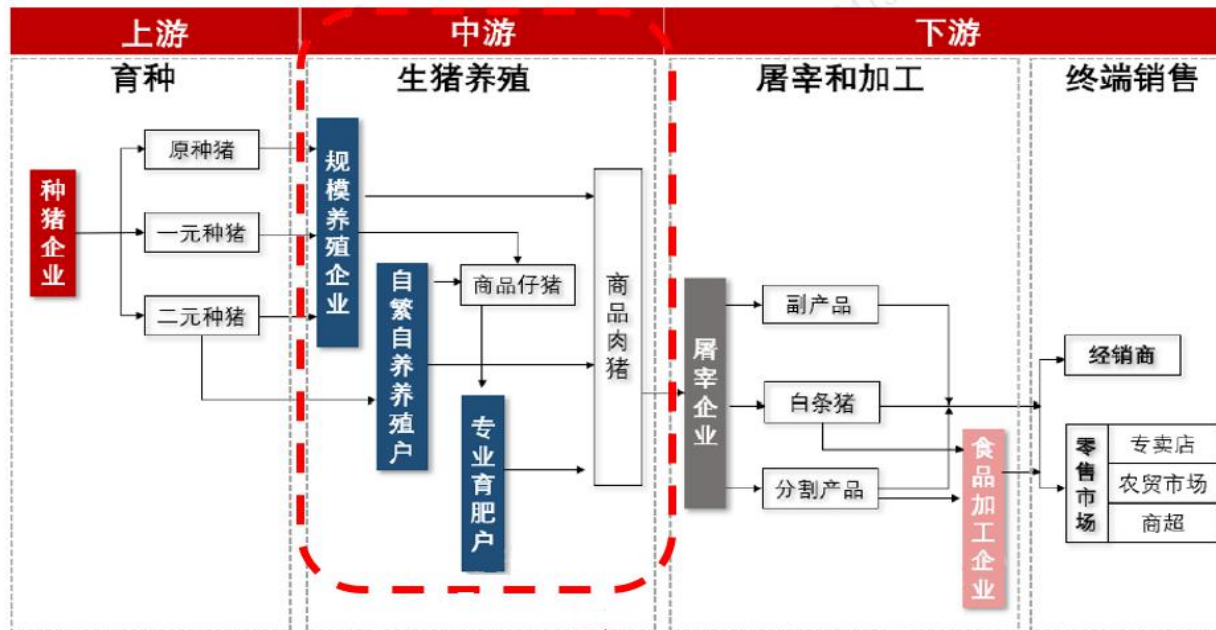 上游
中游
下游
育种
生猪养殖
屠宰和加工
终端销售
种猪企业
原种猪
一元种猪
二元种猪
规模养殖企业
自繁自养养殖户
商品仔猪
专业育肥户
商品肉猪
屠宰企业
副产品
白条猪
分割产品
食品加工企业
经销商
零售市场
专卖店
农贸市场
商超